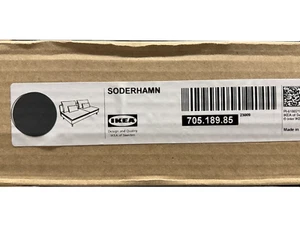 SODERHAMN
IKEA
Design and Quality
IKEA of Sweden
705.189.85
Made in